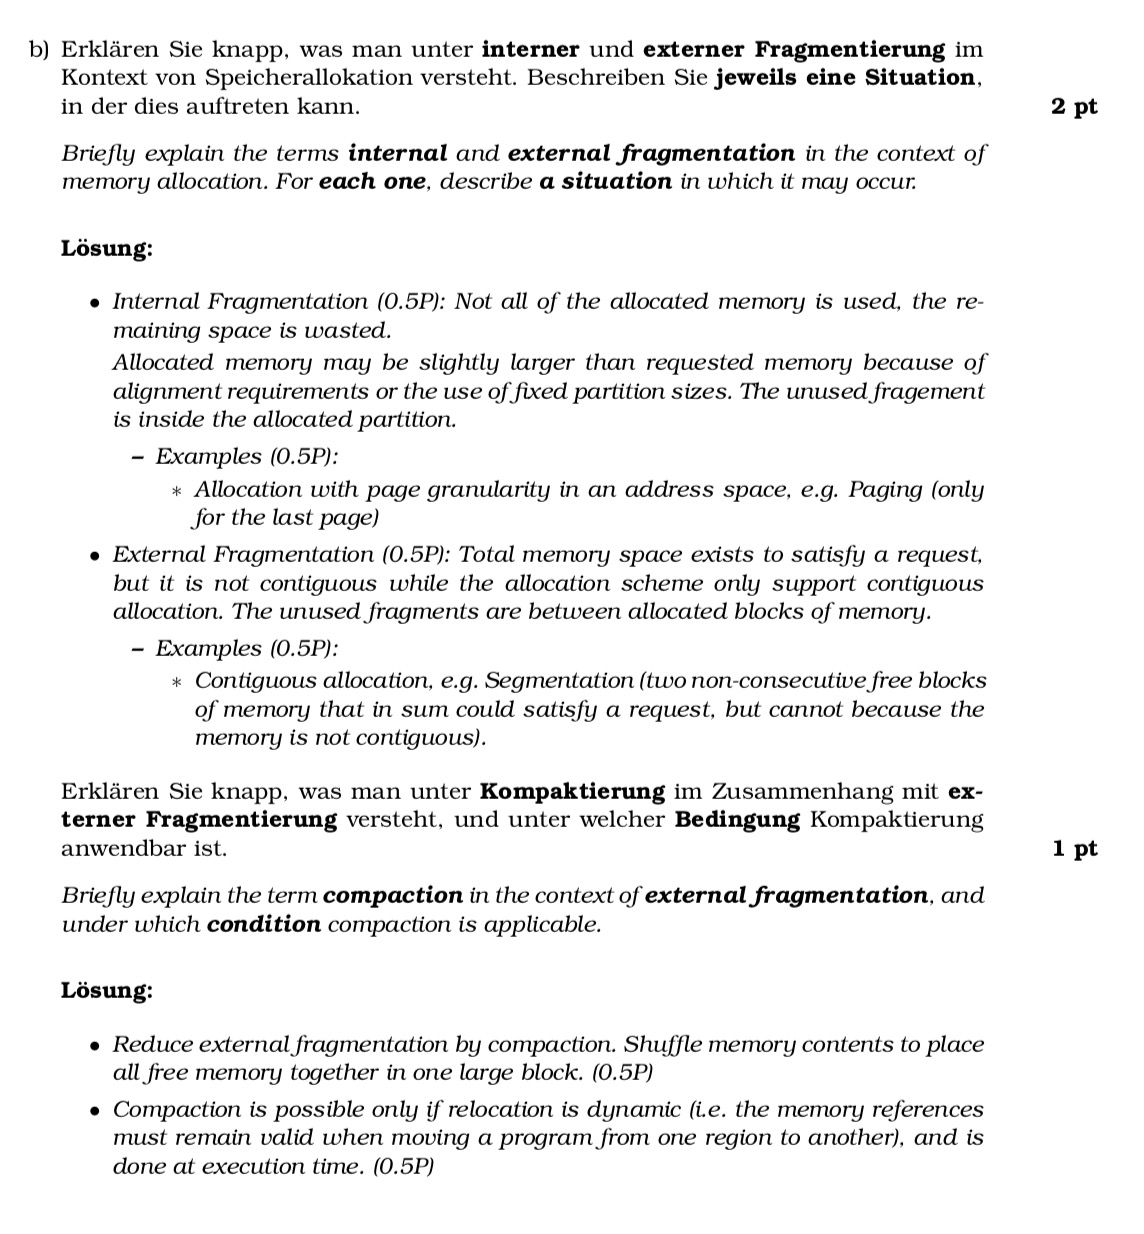 b) Erklären Sie knapp, was man unter interner und externer Fragmentierung im
Kontext von Speicherallokation versteht. Beschreiben Sie jeweils eine Situation,
in der dies auftreten kann. 2 pt
Briefly explain the terms internal and external fragmentation in the context of
memory allocation. For each one, describe a situation in which it may occur.
Lösung:
• Internal Fragmentation (0.5P): Not all of the allocated memory is used, the re-
maining space is wasted.
Allocated memory may be slightly larger than requested memory because of
alignment requirements or the use of fixed partition sizes. The unused fragement
is inside the allocated partition.
– Examples (0.5P):
* Allocation with page granularity in an address space, e.g. Paging (only
for the last page)
• External Fragmentation (0.5P): Total memory space exists to satisfy a request,
but it is not contiguous while the allocation scheme only support contiguous
allocation. The unused fragments are between allocated blocks of memory.
– Examples (0.5P):
* Contiguous allocation, e.g. Segmentation (two non-consecutive free blocks
of memory that in sum could satisfy a request, but cannot because the
memory is not contiguous).
Erklären Sie knapp, was man unter Kompaktierung im Zusammenhang mit ex-
terner Fragmentierung versteht, und unter welcher Bedingung Kompaktierung
anwendbar ist. 1 pt
Briefly explain the term compaction in the context of external fragmentation, and
under which condition compaction is applicable.
Lösung:
• Reduce external fragmentation by compaction. Shuffle memory contents to place
all free memory together in one large block. (0.5P)
• Compaction is possible only if relocation is dynamic (i.e. the memory references
must remain valid when moving a program from one region to another), and is
done at execution time. (0.5P)